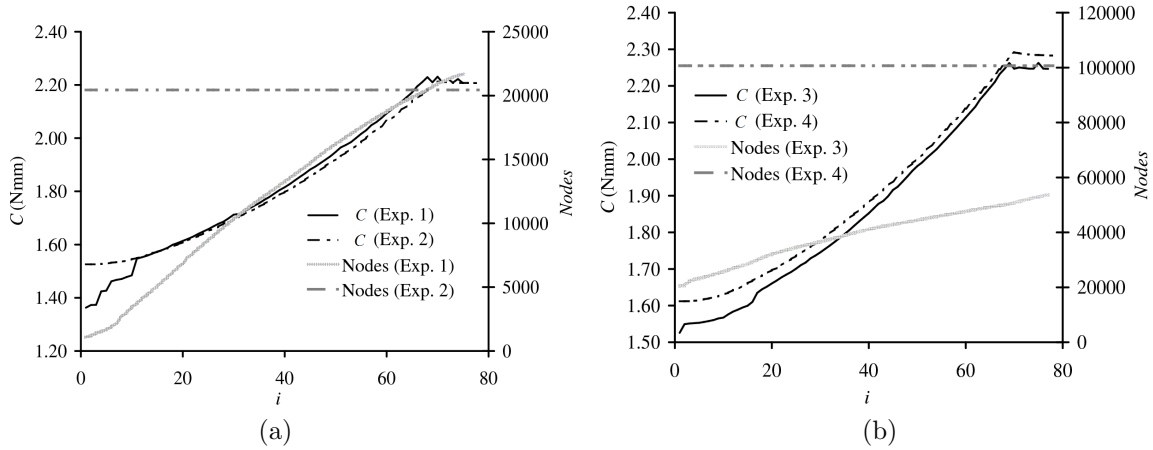 2.40
2.20
2.00
1.80
1.60
1.40
1.20
C (Nmm)
25000
20000
15000
10000
5000
0
Nodes
C (Exp. 1)
C (Exp. 2)
Nodes (Exp. 1)
Nodes (Exp. 2)
0 20 40 60 80
i
(a)
2.40
2.30
2.20
2.10
2.00
1.90
1.80
1.70
1.60
1.50
C (Nmm)
120000
100000
80000
60000
40000
20000
0
Nodes
C (Exp. 3)
C (Exp. 4)
Nodes (Exp. 3)
Nodes (Exp. 4)
0 20 40 60 80
i
(b)